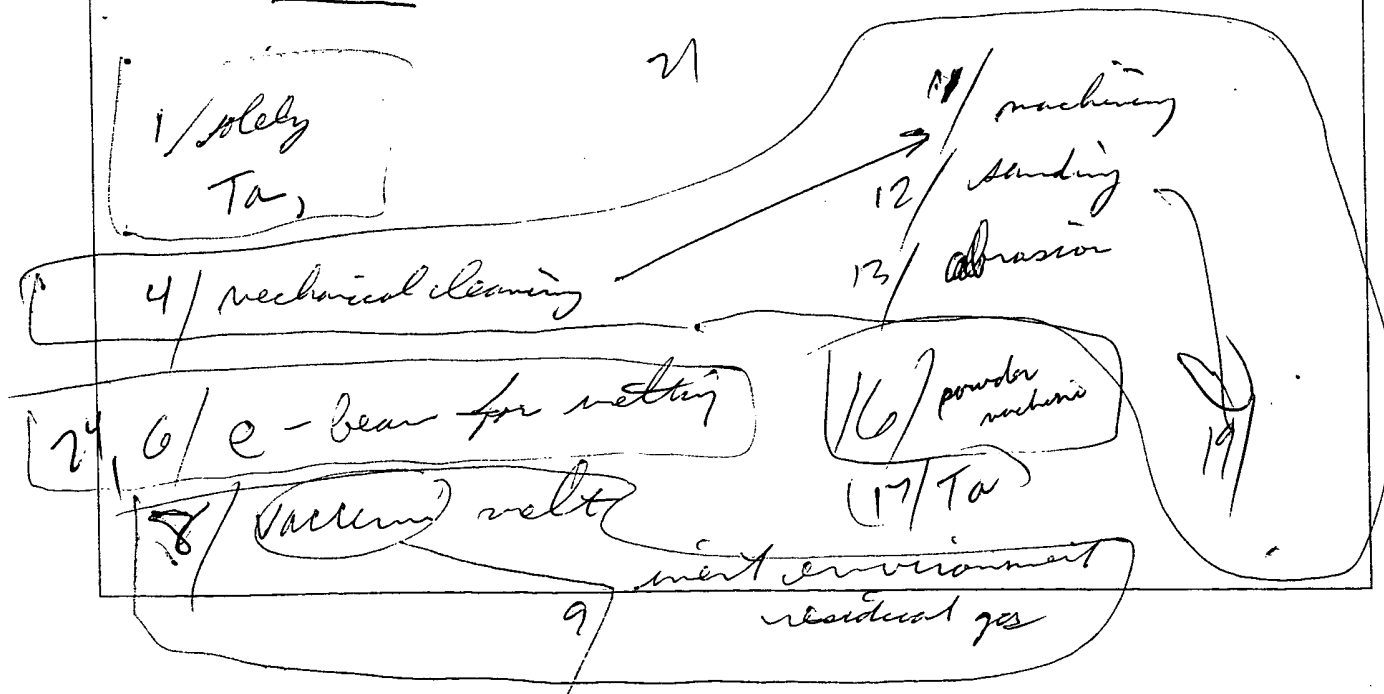 21
1/ solely
Ta,
4/ mechanical cleaning
11/ machining
12/ sanding
13/ abrasion
24, 6/ e-beam for melting
16/ powder
17/ Ta
19/
8/ vacuum melt
9/ inert environment
residual gas